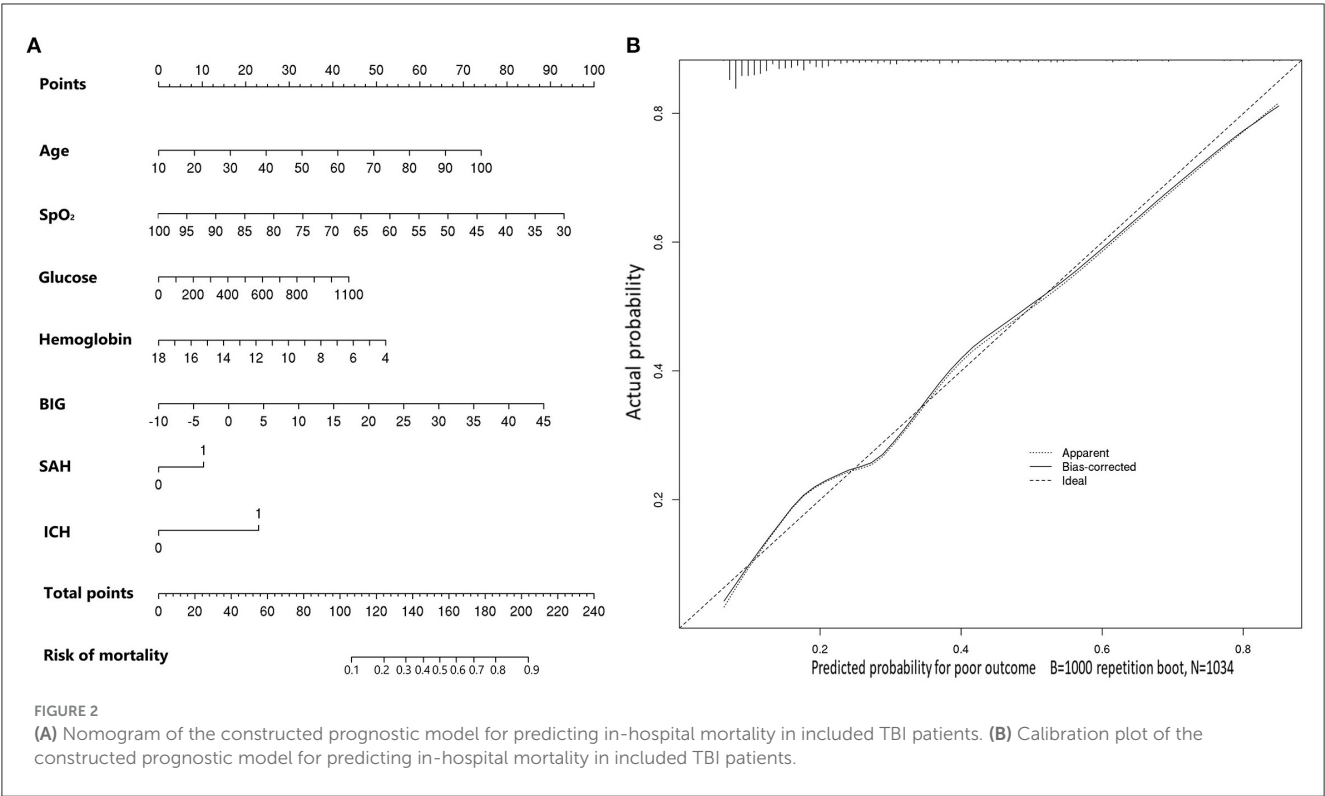 A
Points
0 10 20 30 40 50 60 70 80 90 100
Age
10 20 30 40 50 60 70 80 90 100
SpO₂
100 95 90 85 80 75 70 65 60 55 50 45 40 35 30
Glucose
0 200 400 600 800 1100
Hemoglobin
18 16 14 12 10 8 6 4
BIG
-10 -5 0 5 10 15 20 25 30 35 40 45
SAH
1
0
ICH
1
0
Total points
0 20 40 60 80 100 120 140 160 180 200 220 240
Risk of mortality
0.1 0.2 0.3 0.4 0.5 0.6 0.7 0.8 0.9
B
Actual probability
0.8
0.6
0.4
0.2
Apparent
Bias-corrected
Ideal
0.2 0.4 0.6 0.8
Predicted probability for poor outcome B=1000 repetition boot, N=1034
FIGURE 2
(A) Nomogram of the constructed prognostic model for predicting in-hospital mortality in included TBI patients. (B) Calibration plot of the
constructed prognostic model for predicting in-hospital mortality in included TBI patients.